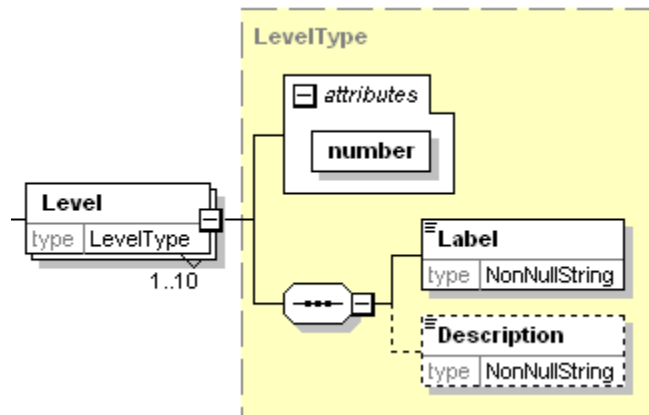 LevelType
attributes
number
Level
type LevelType
1..10
Label
type NonNullString
Description
type NonNullString